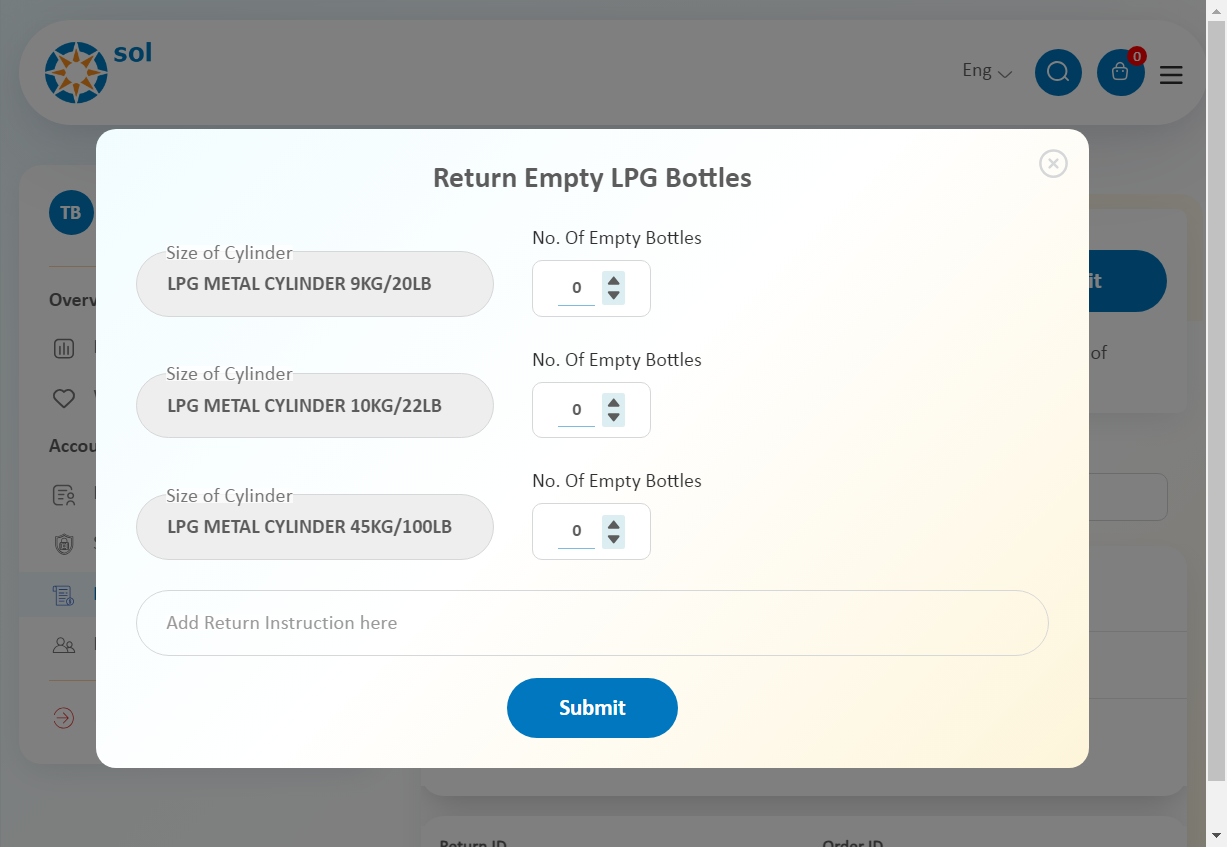 sol
Eng
0
Return Empty LPG Bottles
TB
Size of Cylinder
LPG METAL CYLINDER 9KG/20LB
No. Of Empty Bottles
0
Size of Cylinder
LPG METAL CYLINDER 10KG/22LB
No. Of Empty Bottles
0
of
Size of Cylinder
LPG METAL CYLINDER 45KG/100LB
No. Of Empty Bottles
0
Add Return Instruction here
Submit
Return ID
Order ID